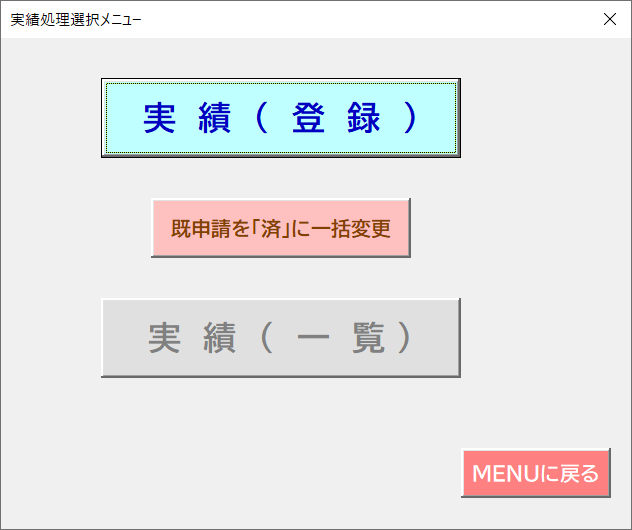 実績処理選択メニュー
実 績 ( 登 録 )
既申請を「済」に一括変更
実 績 ( 一 覧 )
MENUに戻る